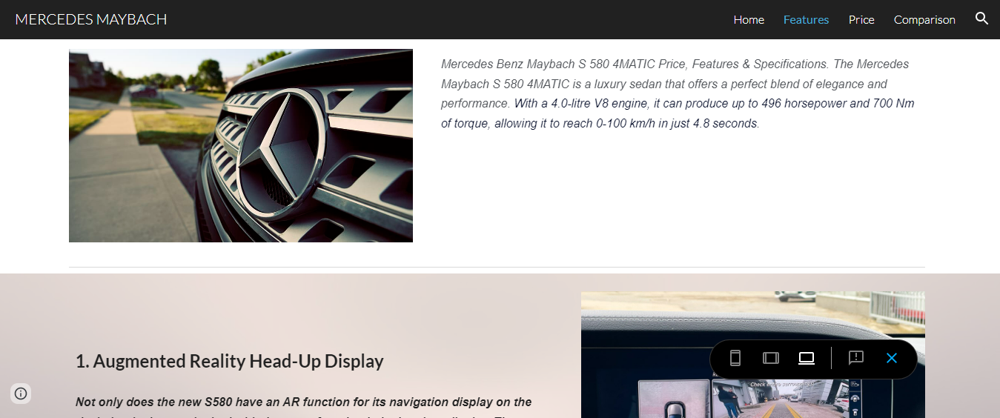 MERCEDES MAYBACH
Home Features Price Comparison
Mercedes Benz Maybach S 580 4MATIC Price, Features & Specifications. The Mercedes
Maybach S 580 4MATIC is a luxury sedan that offers a perfect blend of elegance and
performance. With a 4.0-litre V8 engine, it can produce up to 496 horsepower and 700 Nm
of torque, allowing it to reach 0-100 km/h in just 4.8 seconds.
1. Augmented Reality Head-Up Display
Not only does the new S580 have an AR function for its navigation display on the